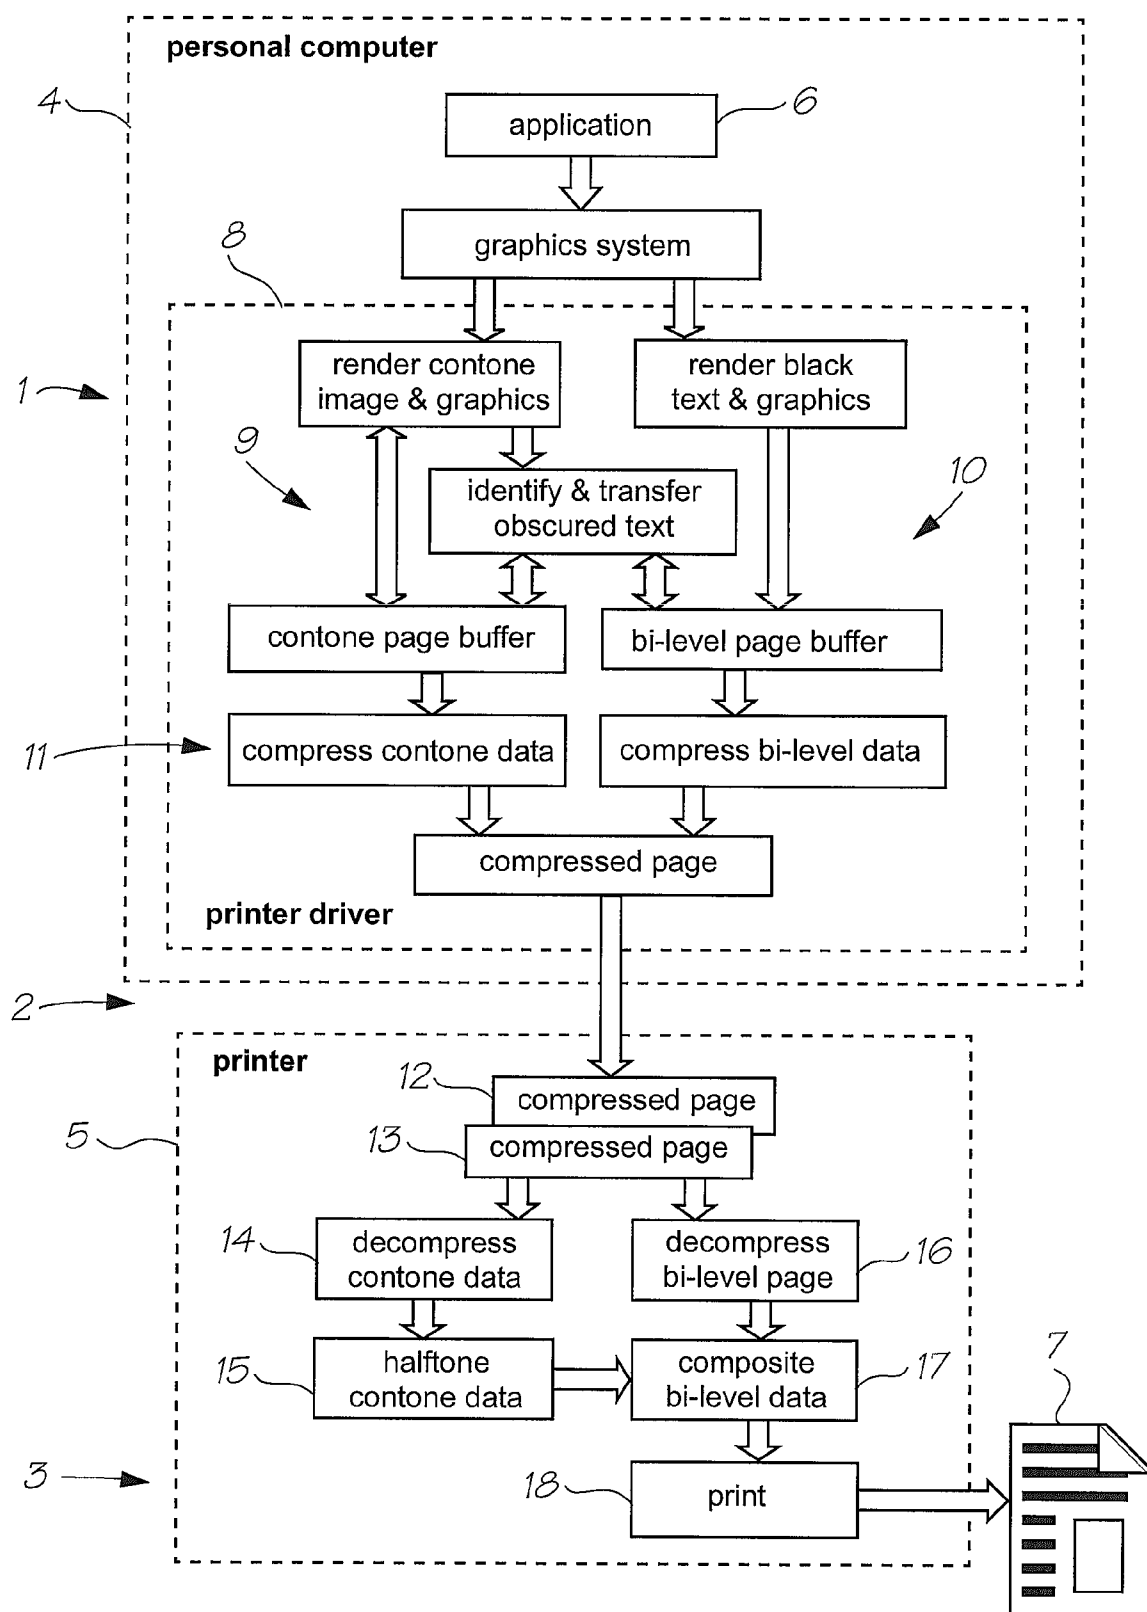 personal computer
4
application
6
graphics system
8
render contone
image & graphics
render black
text & graphics
1
9
identify & transfer
obscured text
10
contone page buffer
bi-level page buffer
11
compress contone data
compress bi-level data
compressed page
printer driver
2
printer
12
compressed page
5
13
compressed page
14
decompress
contone data
decompress
bi-level page
16
15
halftone
contone data
composite
bi-level data
17
7
3
18
print